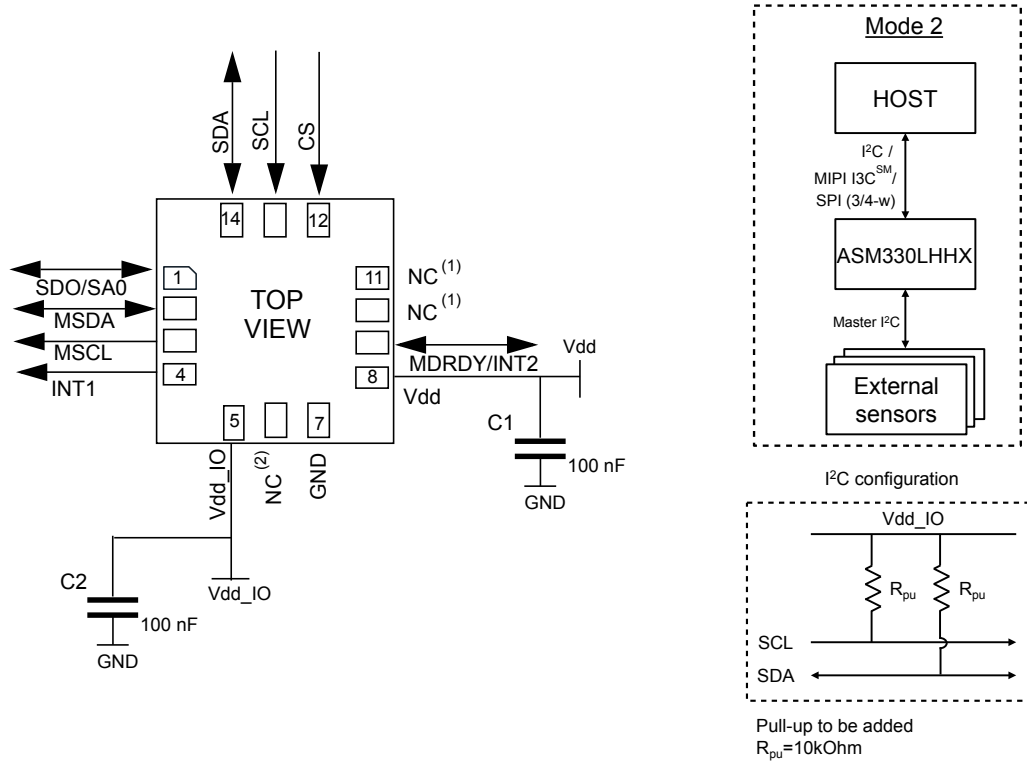 SDA
SCL
CS
14
12
1
11
NC (1)
SDO/SA0
TOP
VIEW
NC (1)
MSDA
MSCL
MDRDY/INT2
Vdd
4
8
INT1
Vdd
5
7
C1
100 nF
GND
Vdd_IO
NC (2)
GND
C2
100 nF
GND
Vdd_IO
Mode 2
HOST
I²C /
MIPI I3C^SM/
SPI (3/4-w)
ASM330LHHX
Master I²C
External
sensors
I²C configuration
Vdd_IO
Rpu
Rpu
SCL
SDA
Pull-up to be added
Rpu=10kOhm